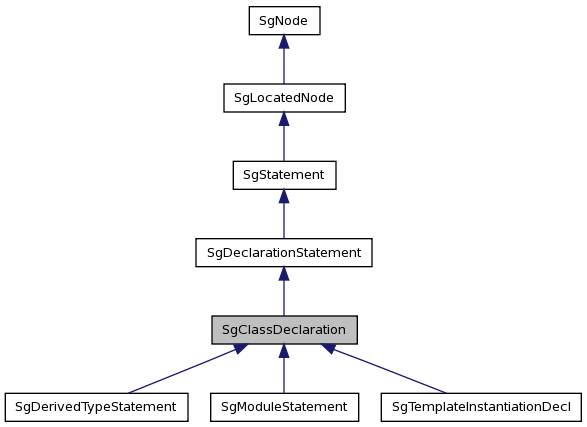 SgNode
SgLocatedNode
SgStatement
SgDeclarationStatement
SgClassDeclaration
SgDerivedTypeStatement
SgModuleStatement
SgTemplateInstantiationDecl